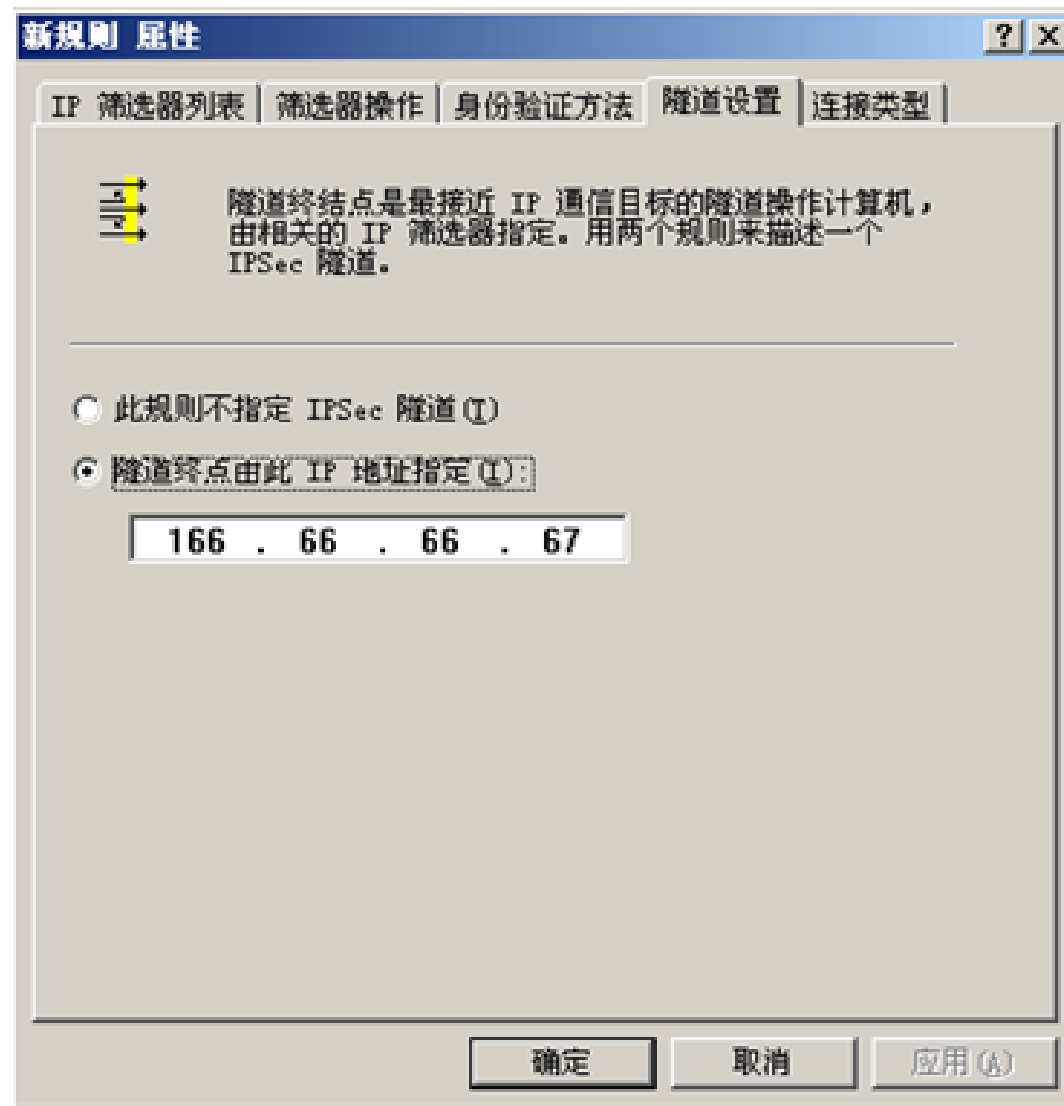 新规则 属性
IP 筛选器列表 筛选器操作 身份验证方法 隧道设置 连接类型
隧道终结点是最接近 IP 通信目标的隧道操作计算机，
由相关的 IP 筛选器指定。用两个规则来描述一个
IPSec 隧道。
此规则不指定 IPSec 隧道(T)
隧道终点由此 IP 地址指定(I):
166 . 66 . 66 . 67
确定 取消 应用(A)